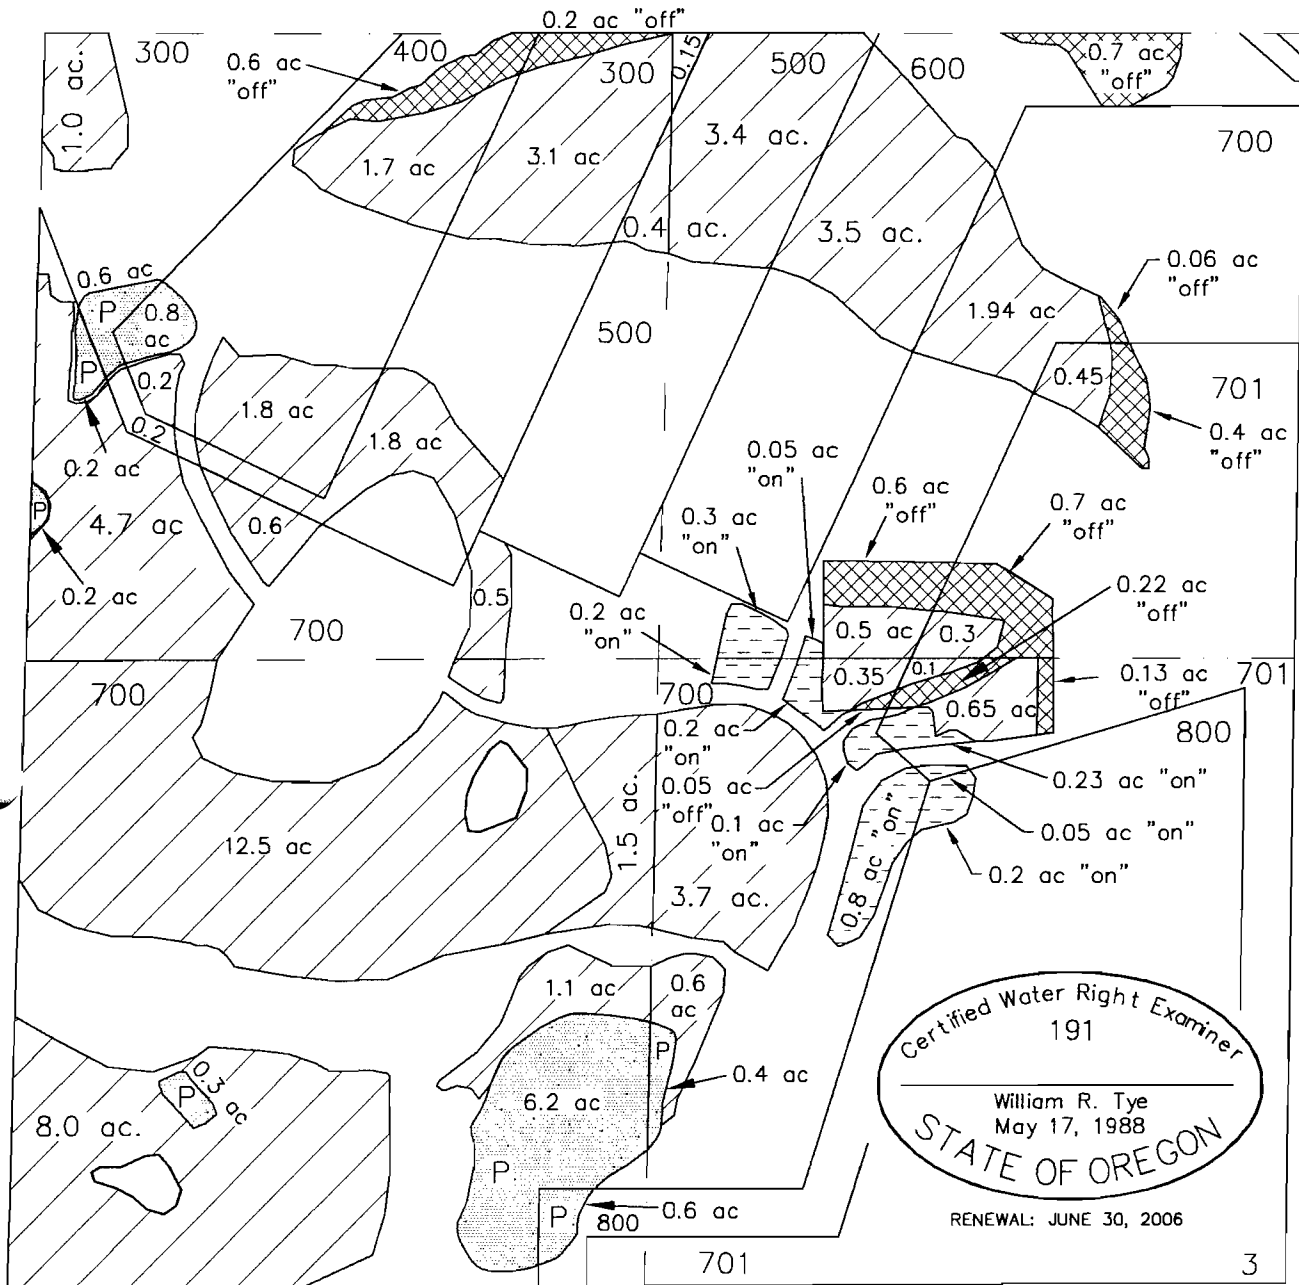 0.2 ac "off"
300
400
0.15
500
600
0.7 ac
"off"
0.6 ac
"off"
300
1.0 ac.
3.4 ac.
700
1.7 ac
3.1 ac
0.4 ac.
3.5 ac.
0.06 ac
"off"
0.6 ac
P
0.8
ac
1.94 ac
500
P
0.2
0.45
701
1.8 ac
0.2
1.8 ac
0.4 ac
"off"
0.05 ac
"on"
0.2 ac
0.6 ac
"off"
0.7 ac
"off"
P
4.7 ac
0.6
0.3 ac
"on"
0.22 ac
"off"
0.2 ac
0.5
0.2 ac
"on"
700
0.5 ac
0.3
0.35
0.1
0.13 ac
"off"
701
700
700
0.65 ac
0.2 ac
"on"
800
0.05 ac
"off"
0.23 ac "on"
12.5 ac
1.5 ac.
0.1 ac
"on"
0.8 ac "on"
0.05 ac "on"
0.2 ac "on"
3.7 ac.
1.1 ac
0.6
ac
P
0.4 ac
0.3 ac
P
8.0 ac.
6.2 ac
P
P
800
0.6 ac
701
3
Certified Water Right Examiner
191
William R. Tye
May 17, 1988
STATE OF OREGON
RENEWAL: JUNE 30, 2006